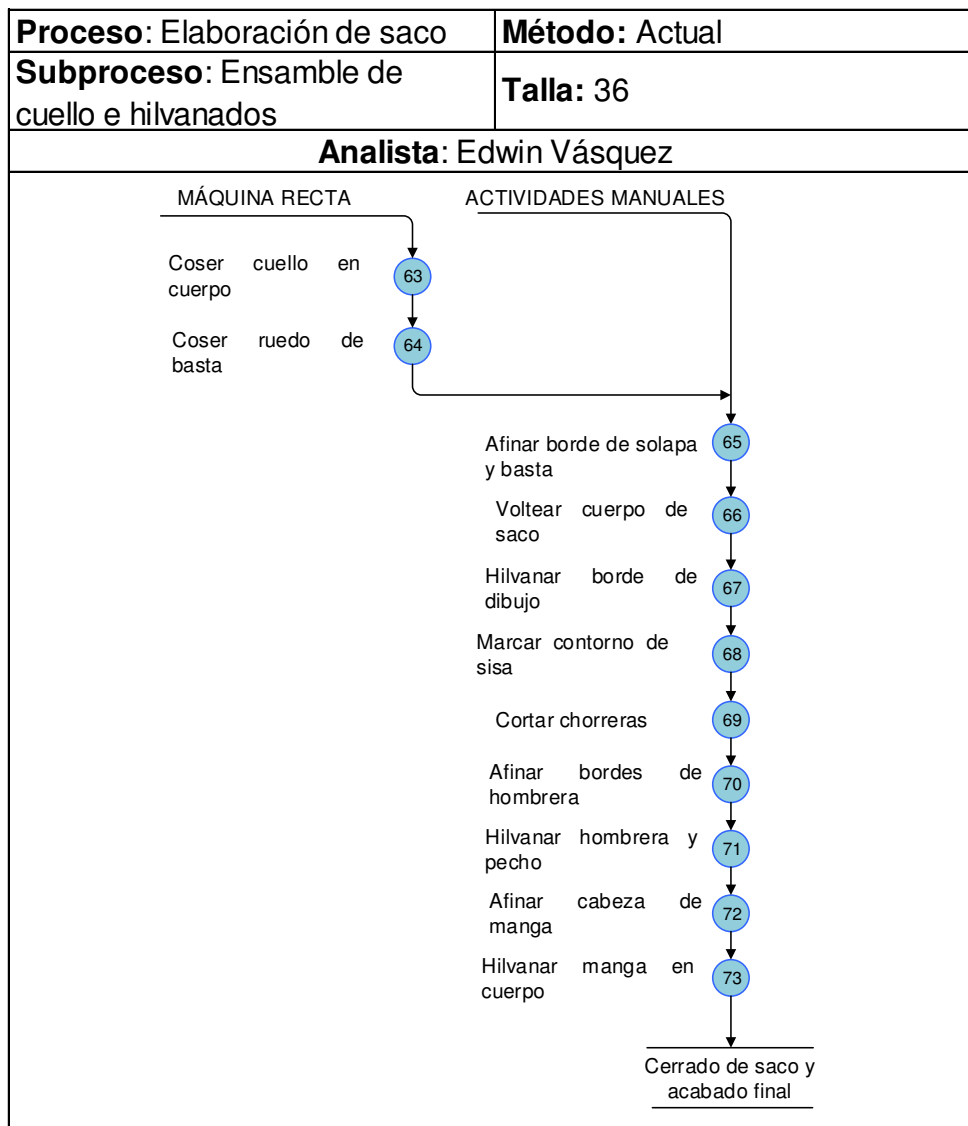 Proceso: Elaboración de saco
Método: Actual
Subproceso: Ensamble de
cuello e hilvanados
Talla: 36
Analista: Edwin Vásquez
MÁQUINA RECTA
ACTIVIDADES MANUALES
Coser cuello en
cuerpo
63
Coser ruedo de
basta
64
Afinar borde de solapa
y basta
65
Voltear cuerpo de
saco
66
Hilvanar borde de
dibujo
67
Marcar contorno de
sisa
68
Cortar chorreras
69
Afinar bordes de
hombrera
70
Hilvanar hombrera y
pecho
71
Afinar cabeza de
manga
72
Hilvanar manga en
cuerpo
73
Cerrado de saco y
acabado final